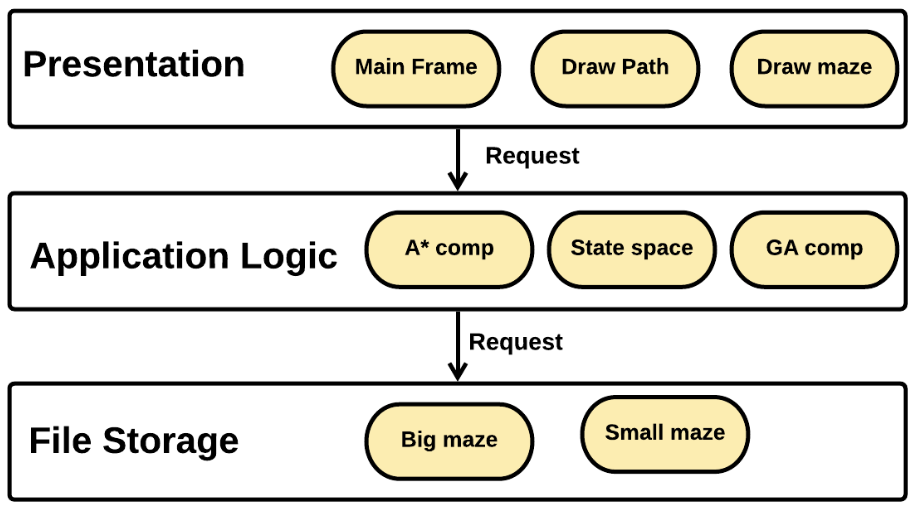 Presentation
Main Frame
Draw Path
Draw maze
Request
Application Logic
A* comp
State space
GA comp
Request
File Storage
Big maze
Small maze